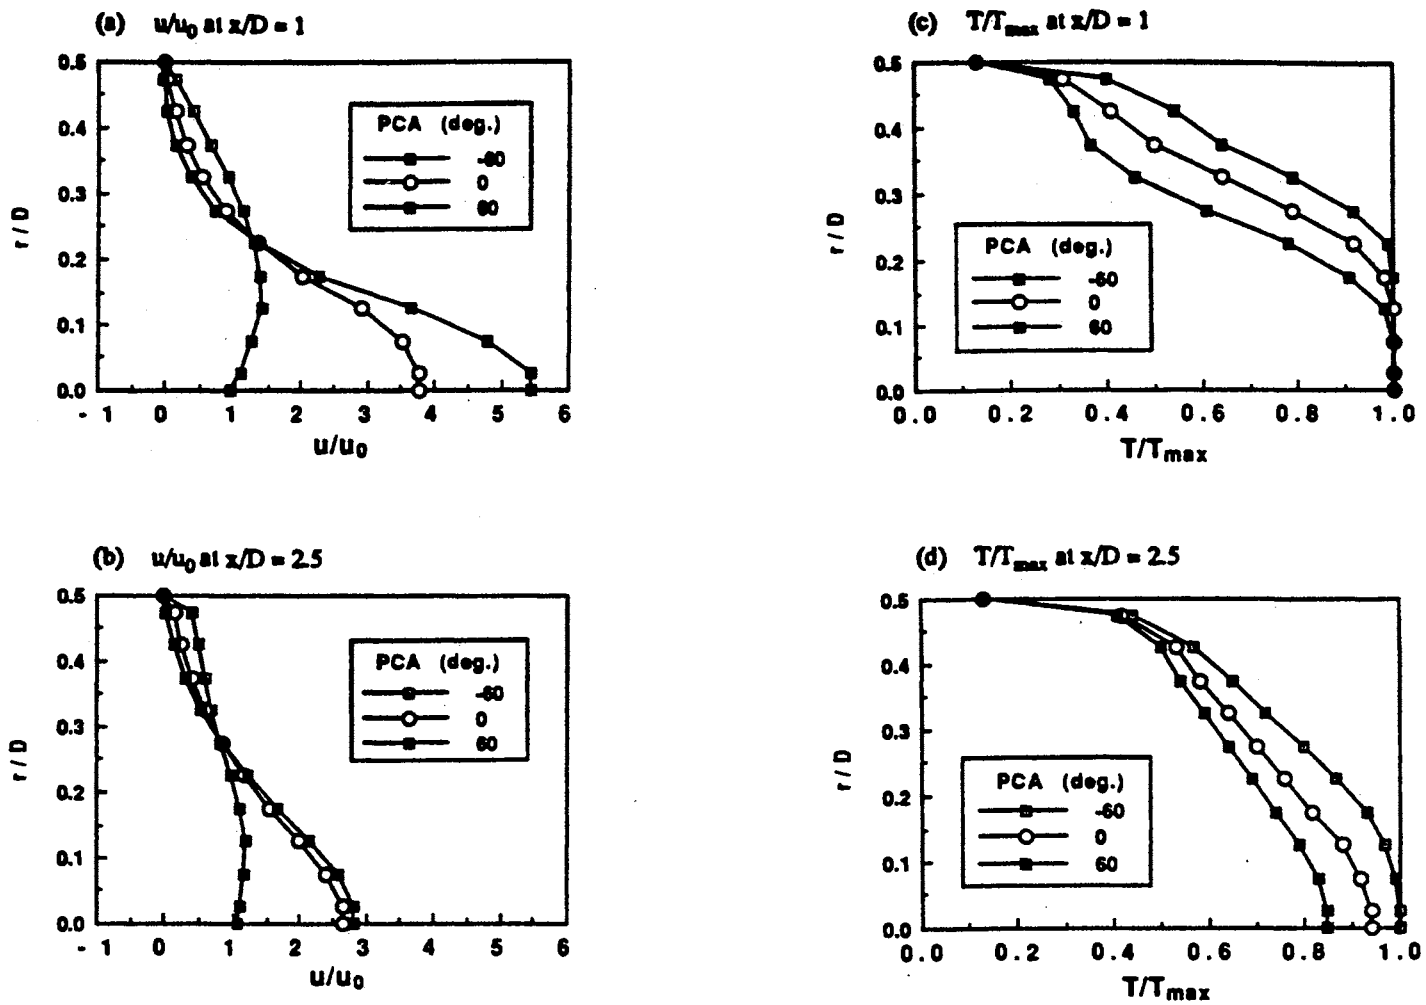 (a) u/u0 at x/D = 1
0.5
0.4
0.3
0.2
0.1
0.0
r / D
PCA (deg.)
-60
0
60
- 1 0 1 2 3 4 5 6
u/u0
(c) T/Tmax at x/D = 1
0.5
0.4
0.3
0.2
0.1
0.0
r / D
PCA (deg.)
-60
0
60
0.0 0.2 0.4 0.6 0.8 1.0
T/Tmax
(b) u/u0 at x/D = 2.5
0.5
0.4
0.3
0.2
0.1
0.0
r / D
PCA (deg.)
-60
0
60
- 1 0 1 2 3 4 5 6
u/u0
(d) T/Tmax at x/D = 2.5
0.5
0.4
0.3
0.2
0.1
0.0
r / D
PCA (deg.)
-60
0
60
0.0 0.2 0.4 0.6 0.8 1.0
T/Tmax